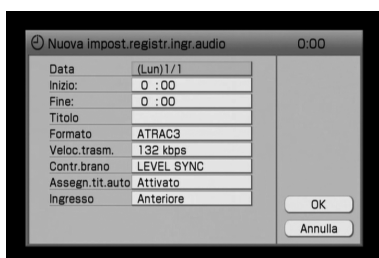 Nuova impost.registr.ingr.audio 0:00
Data (Lun)1/1
Inizio: 0 :00
Fine: 0 :00
Titolo
Formato ATRAC3
Veloc.trasm. 132 kbps
Contr.brano LEVEL SYNC
Assegn.tit.auto Attivato
Ingresso Anteriore
OK
Annulla